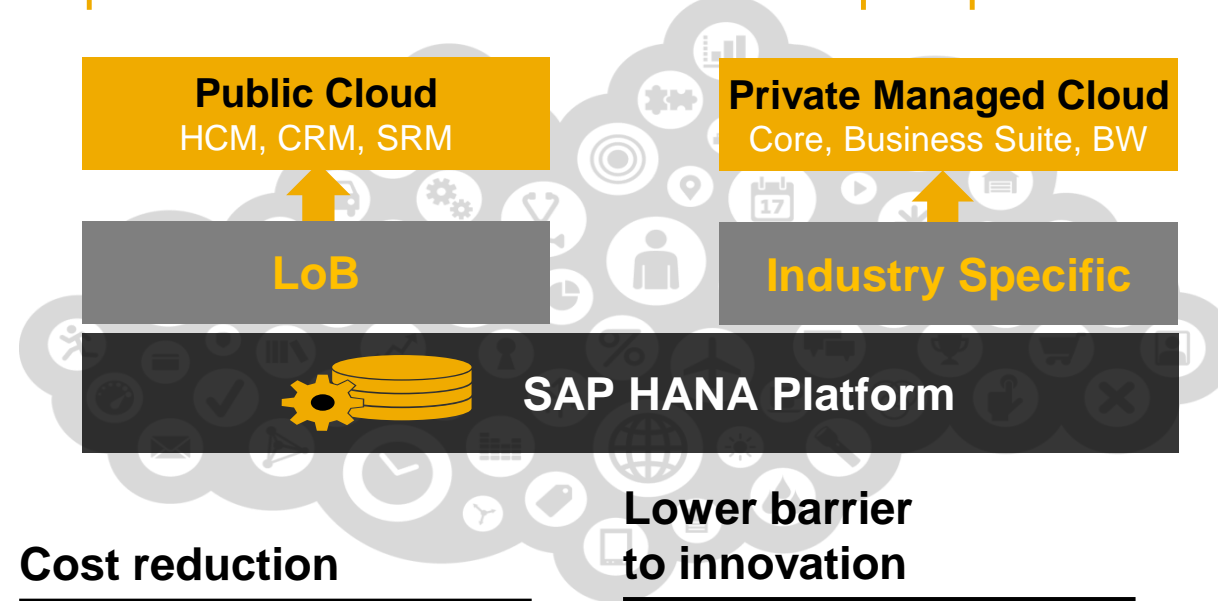 Public Cloud
HCM, CRM, SRM
Private Managed Cloud
Core, Business Suite, BW
17
LoB
Industry Specific
%
SAP HANA Platform
Lower barrier
to innovation
Cost reduction